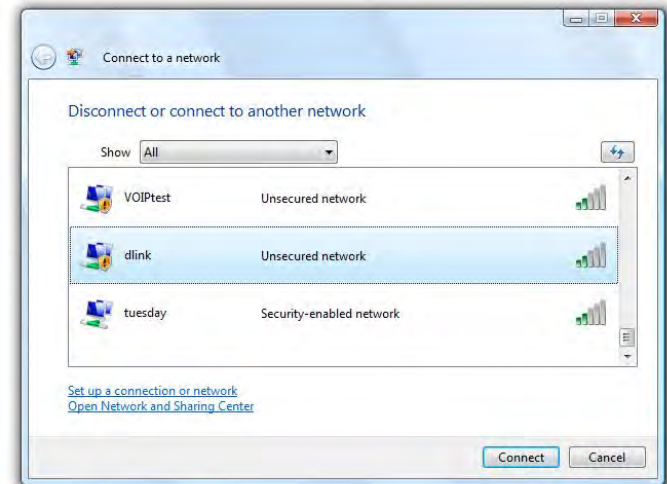 Connect to a network
Disconnect or connect to another network
Show All
VOIPtest Unsecured network
dlink Unsecured network
tuesday Security-enabled network
Set up a connection or network
Open Network and Sharing Center
Connect Cancel